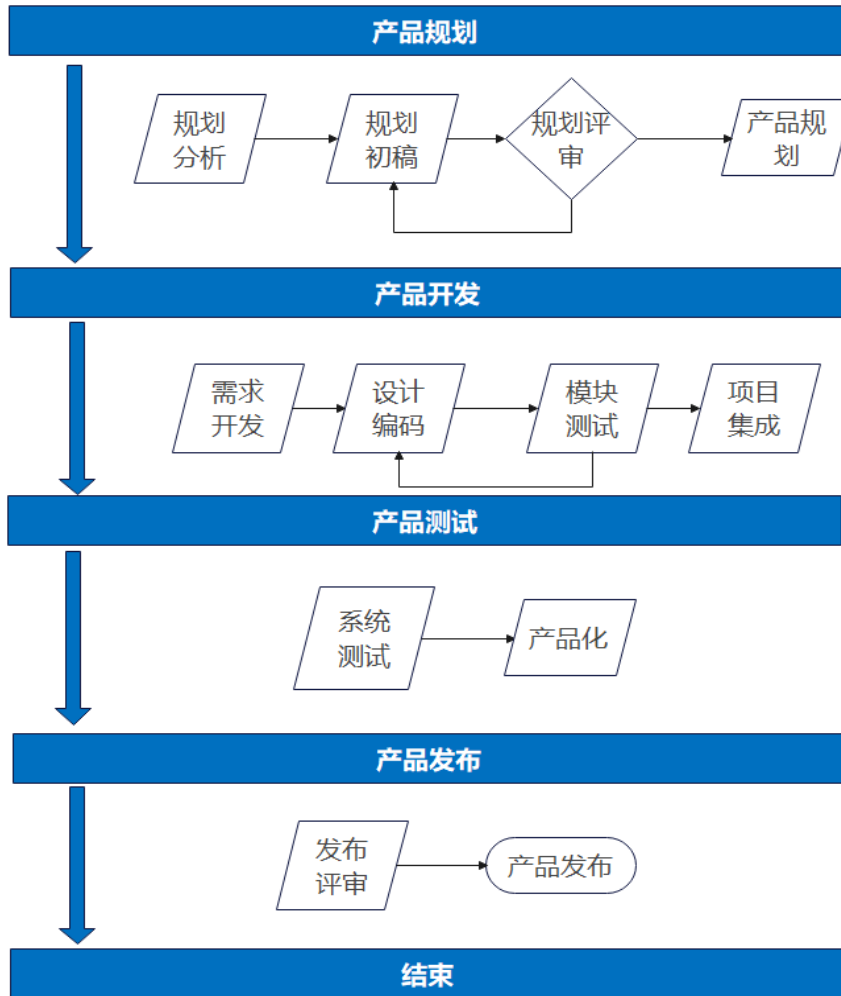 产品规划
规划
分析
规划
初稿
规划评
审
产品规
划
产品开发
需求
开发
设计
编码
模块
测试
项目
集成
产品测试
系统
测试
产品化
产品发布
发布
评审
产品发布
结束